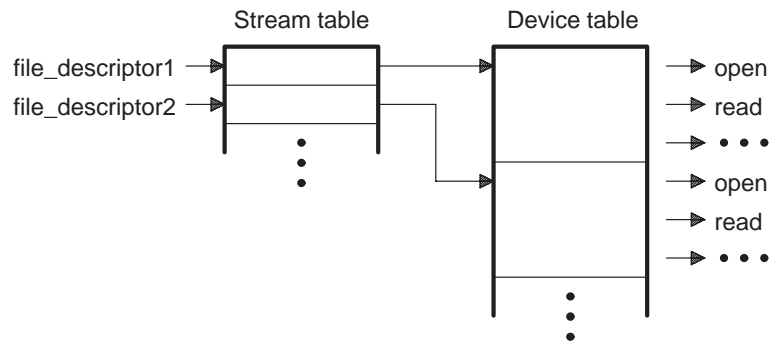 Stream table
Device table
file_descriptor1
file_descriptor2
open
read
• • •
open
read
• • •